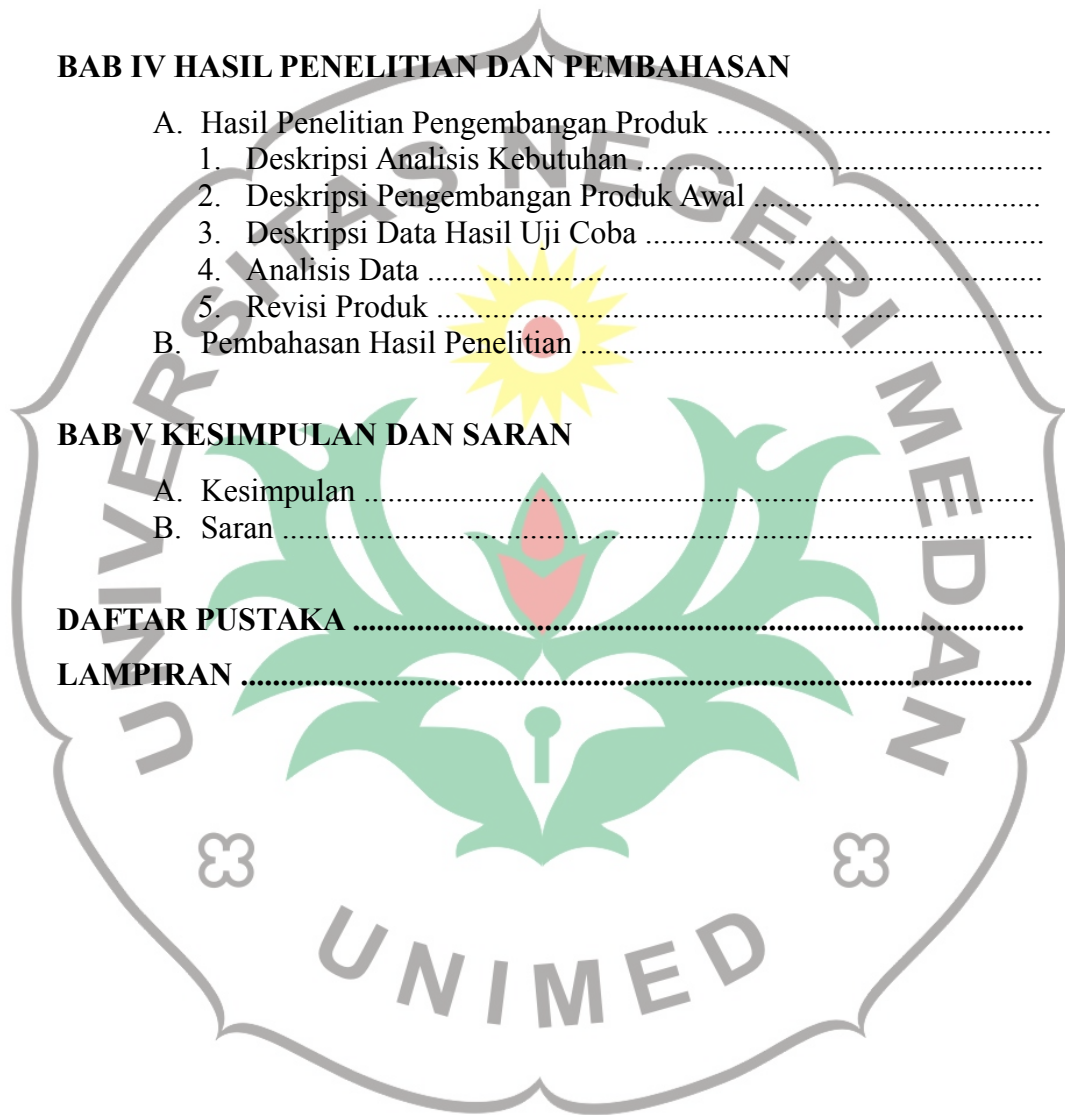 BAB IV HASIL PENELITIAN DAN PEMBAHASAN
A. Hasil Penelitian Pengembangan Produk ..........................................
1. Deskripsi Analisis Kebutuhan ..................................................
2. Deskripsi Pengembangan Produk Awal ...................................
3. Deskripsi Data Hasil Uji Coba .................................................
4. Analisis Data ...........................................................................
5. Revisi Produk ..........................................................................
B. Pembahasan Hasil Penelitian .........................................................
BAB V KESIMPULAN DAN SARAN
A. Kesimpulan ..................................................................................
B. Saran ............................................................................................
DAFTAR PUSTAKA ....................................................................................
LAMPIRAN ...................................................................................................
UNIVERSITAS NEGERI MEDAN
UNIMED